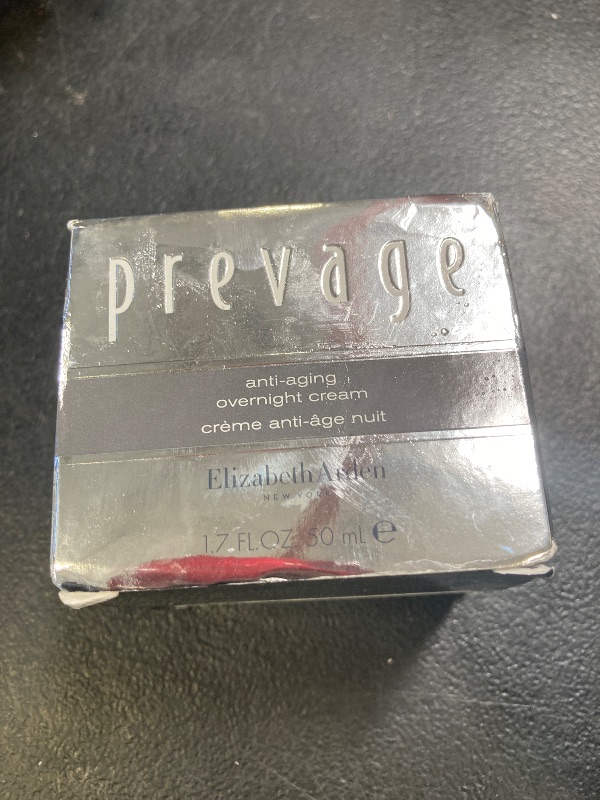 prevage
anti-aging
overnight cream
crème anti-âge nuit
Elizabeth Arden
NEW YORK
1.7 FL.OZ. 50 mL e